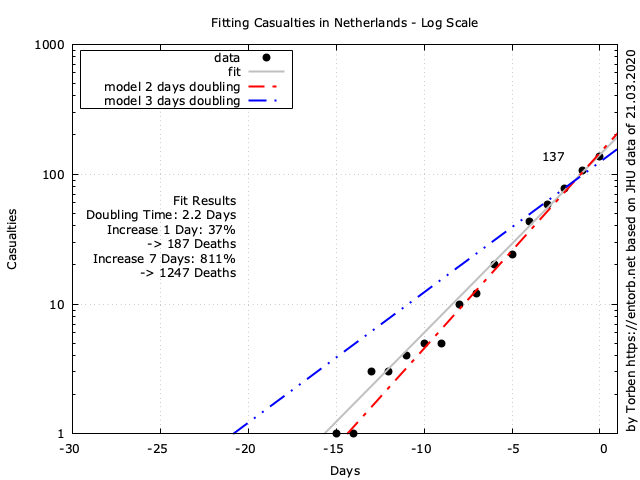 Fitting Casualties in Netherlands - Log Scale
1000
100
10
1
Casualties
data
fit
model 2 days doubling
model 3 days doubling
137
Fit Results
Doubling Time: 2.2 Days
Increase 1 Day: 37%
-> 187 Deaths
Increase 7 Days: 811%
-> 1247 Deaths
-30 -25 -20 -15 -10 -5 0
Days
by Torben https://entorb.net based on JHU data of 21.03.2020